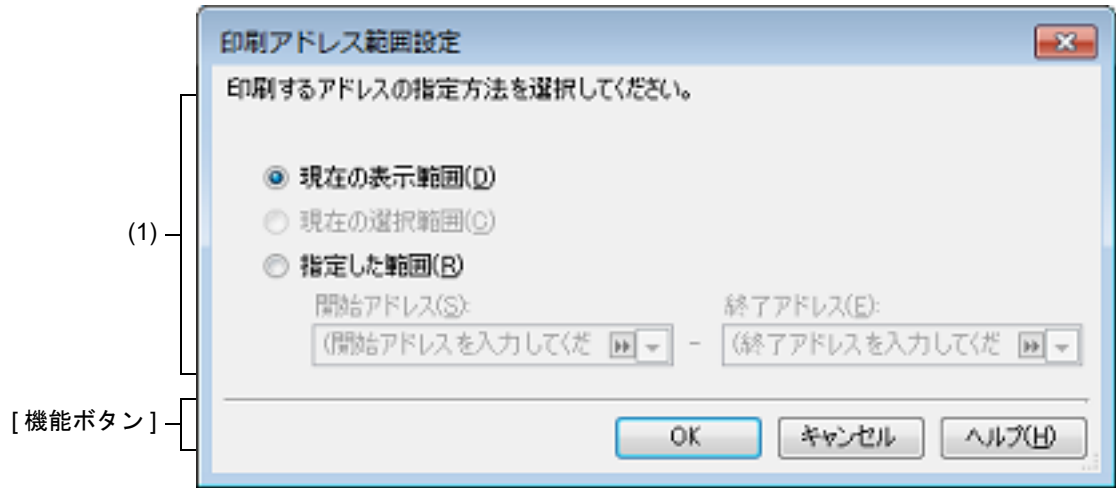 印刷アドレス範囲設定
印刷するアドレスの指定方法を選択してください。
(1)
現在の表示範囲(D)
現在の選択範囲(C)
指定した範囲(R)
開始アドレス(S):
終了アドレス(E):
(開始アドレスを入力してくだ - (終了アドレスを入力してくだ
[機能ボタン]
OK キャンセル ヘルプ(H)